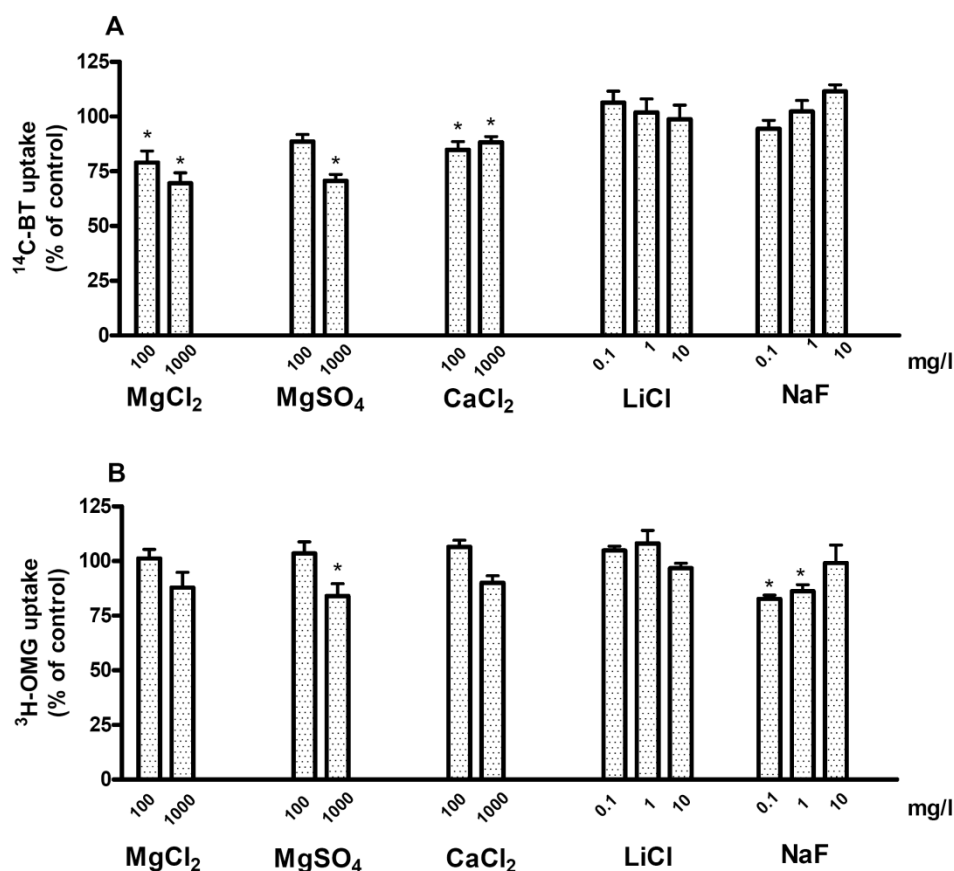 A
¹⁴C-BT uptake
(% of control)
125
100
75
50
25
0
* * * * *
100 1000 100 1000 100 1000 0.1 1 10 0.1 1 10 mg/l
MgCl₂ MgSO₄ CaCl₂ LiCl NaF
B
³H-OMG uptake
(% of control)
125
100
75
50
25
0
* * *
100 1000 100 1000 100 1000 0.1 1 10 0.1 1 10 mg/l
MgCl₂ MgSO₄ CaCl₂ LiCl NaF